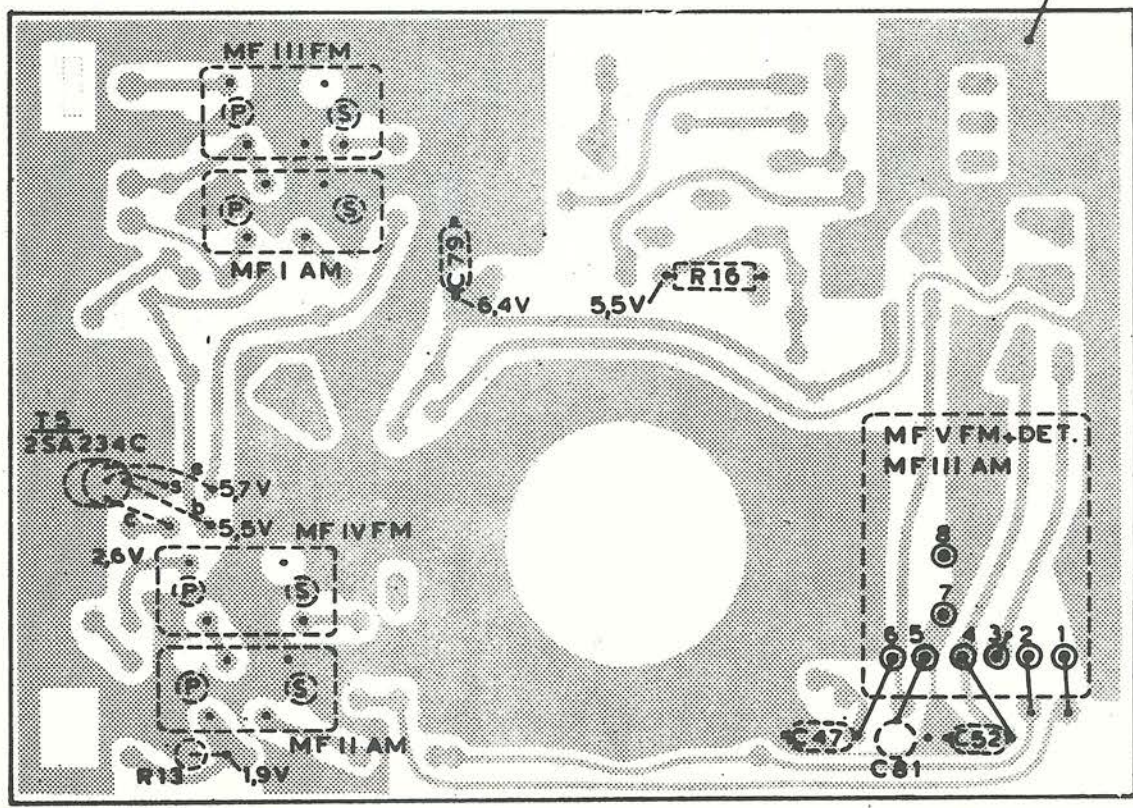 MF III FM
P S
P S
MF I AM
C79
6,4V
5,5V
R16
T5
2SA234C
e
s
5,7V
b
c
5,5V
2,6V
MF IV FM
P S
P S
MF II AM
R13
1,9V
MF V FM+DET.
MF III AM
8
7
6 5 4 3 2 1
C47
C81
C52